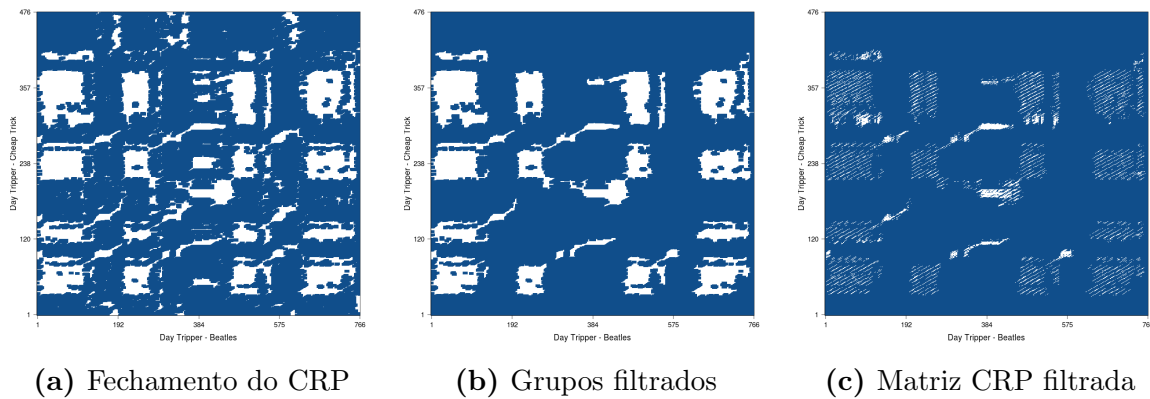 476
357
238
120
1
Day Tripper - Cheap Trick
1 192 384 575 766
Day Tripper - Beatles
(a) Fechamento do CRP
476
357
238
120
1
Day Tripper - Cheap Trick
1 192 384 575 766
Day Tripper - Beatles
(b) Grupos filtrados
476
357
238
120
1
Day Tripper - Cheap Trick
1 192 384 575 76
Day Tripper - Beatles
(c) Matriz CRP filtrada